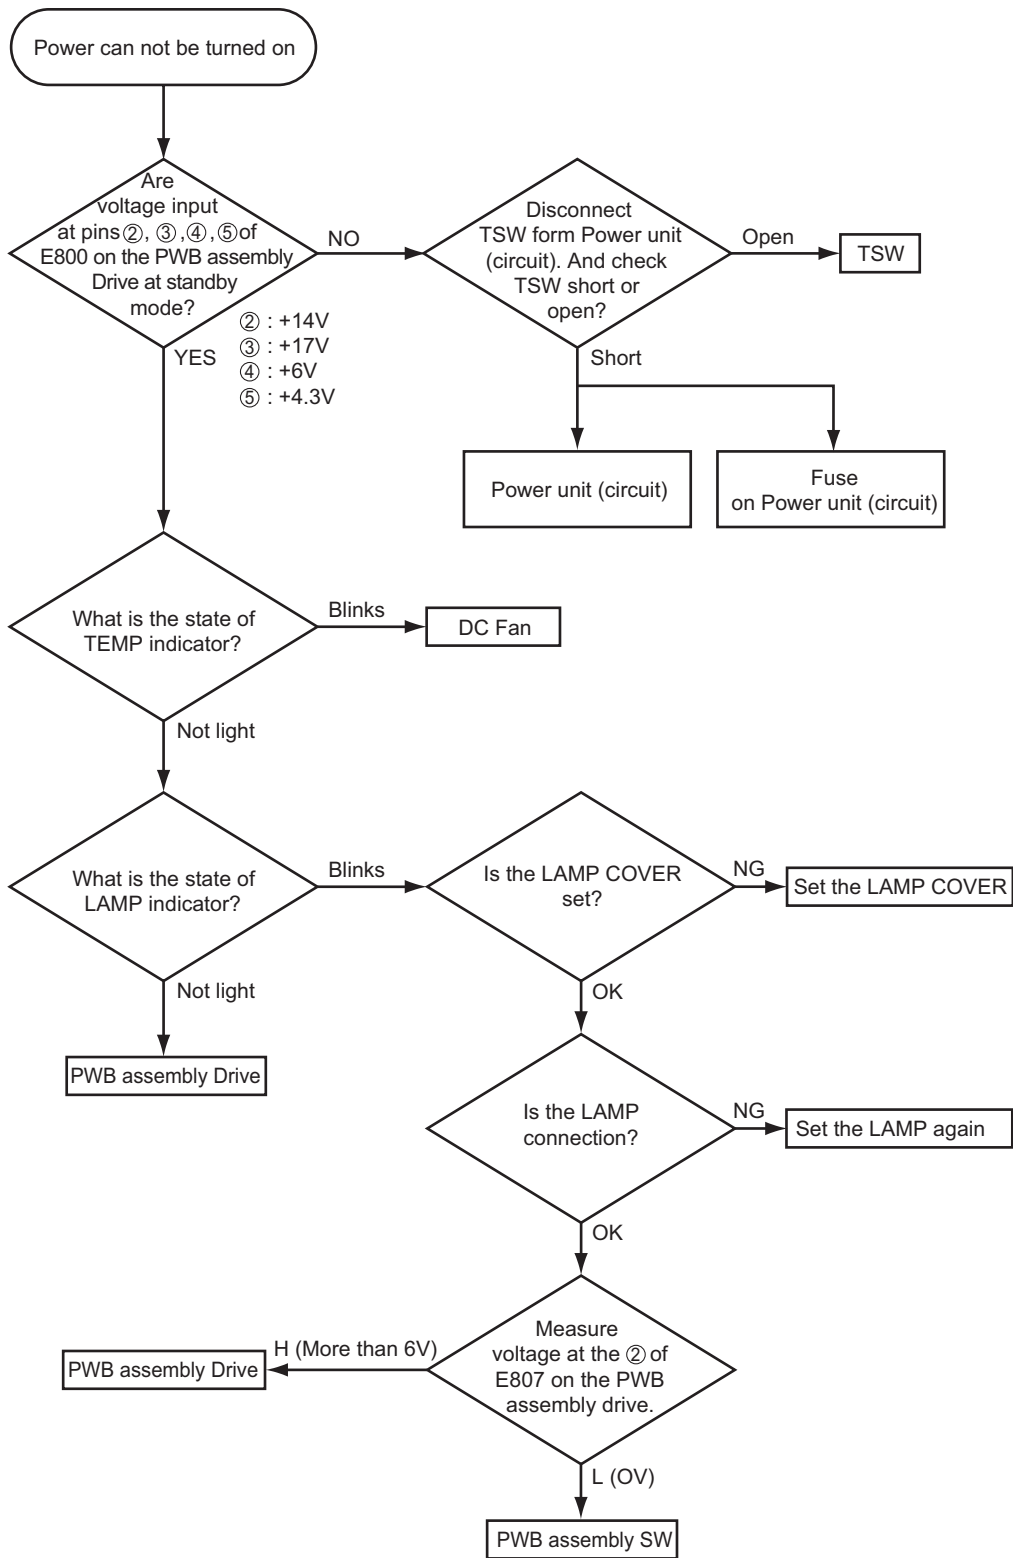 Power can not be turned on
Are
voltage input
at pins②, ③,④,⑤of
E800 on the PWB assembly
Drive at standby
mode?
NO
YES
② : +14V
③ : +17V
④ : +6V
⑤ : +4.3V
Disconnect
TSW form Power unit
(circuit). And check
TSW short or
open?
Open
TSW
Short
Power unit (circuit)
Fuse
on Power unit (circuit)
What is the state of
TEMP indicator?
Blinks
DC Fan
Not light
What is the state of
LAMP indicator?
Blinks
Is the LAMP COVER
set?
NG
Set the LAMP COVER
Not light
OK
PWB assembly Drive
Is the LAMP
connection?
NG
Set the LAMP again
OK
Measure
voltage at the ② of
E807 on the PWB
assembly drive.
H (More than 6V)
PWB assembly Drive
L (OV)
PWB assembly SW